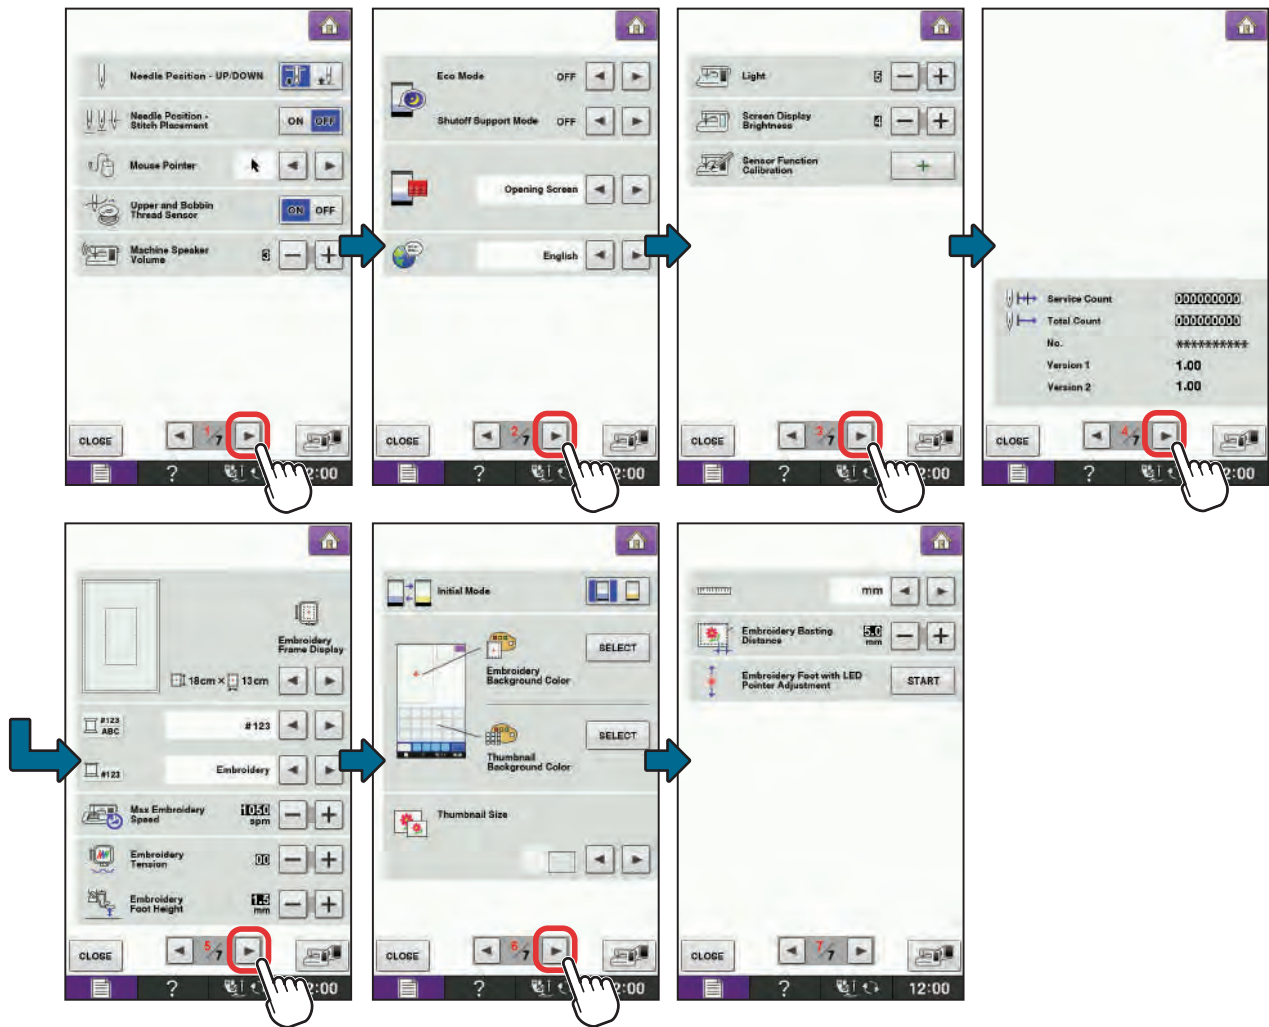 Needle Position - UP/DOWN
Needle Position -
Stitch Placement
ON OFF
Mouse Pointer
Upper and Bobbin
Thread Sensor
ON OFF
Machine Speaker
Volume
3
CLOSE
1/7
?
12:00
Eco Mode
OFF
Shutoff Support Mode
OFF
Opening Screen
English
CLOSE
2/7
?
2:00
Light
5
Screen Display
Brightness
4
Sensor Function
Calibration
CLOSE
3/7
?
2:00
Service Count
000000000
Total Count
000000000
No.
**********
Version 1
1.00
Version 2
1.00
CLOSE
4/7
?
2:00
Embroidery
Frame Display
18cm × 13cm
#123
ABC
#123
#123
Embroidery
Max Embroidery
Speed
1050
spm
Embroidery
Tension
00
Embroidery
Foot Height
1.5
mm
CLOSE
5/7
?
2:00
Initial Mode
Embroidery
Background Color
SELECT
Thumbnail
Background Color
SELECT
Thumbnail Size
CLOSE
6/7
?
2:00
mm
Embroidery Basting
Distance
5.0
mm
Embroidery Foot with LED
Pointer Adjustment
START
CLOSE
7/7
?
12:00